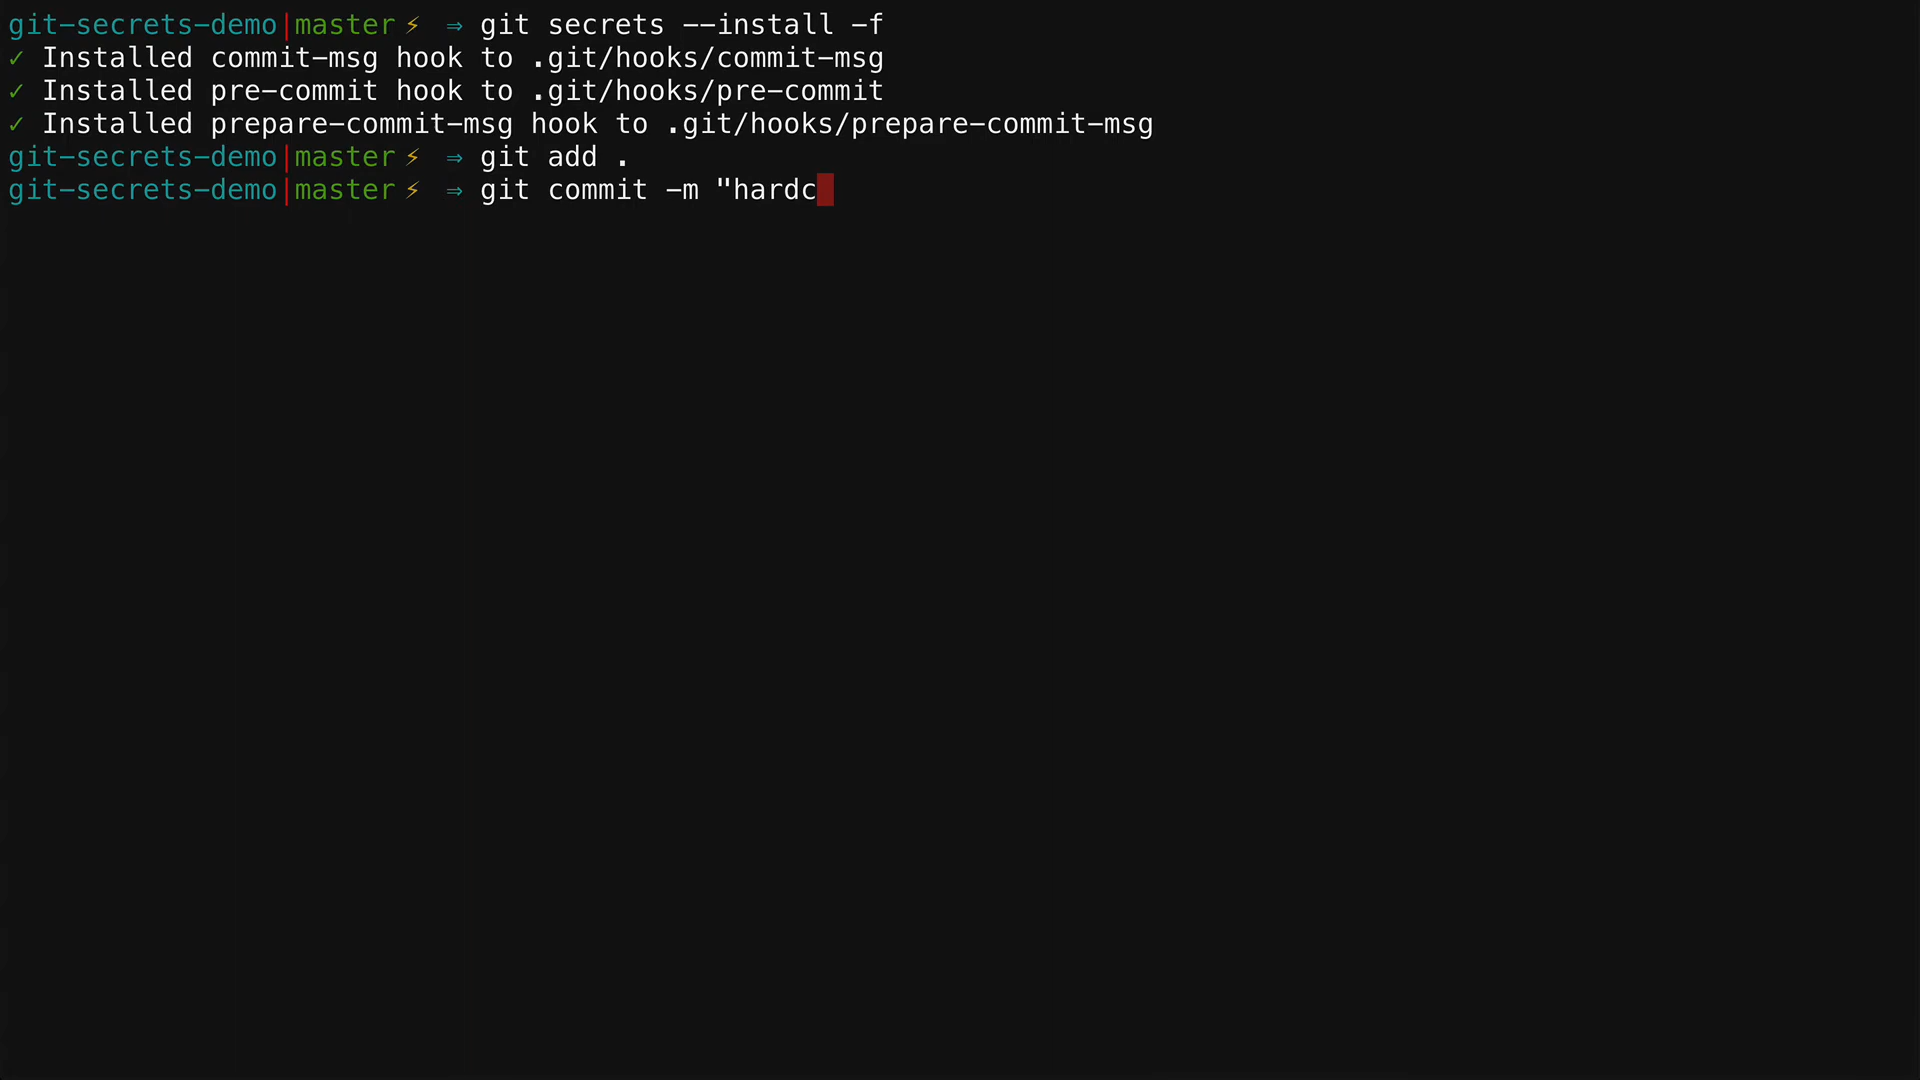 git-secrets-demo|master⚡ ⇒ git secrets --install -f
✓ Installed commit-msg hook to .git/hooks/commit-msg
✓ Installed pre-commit hook to .git/hooks/pre-commit
✓ Installed prepare-commit-msg hook to .git/hooks/prepare-commit-msg
git-secrets-demo|master⚡ ⇒ git add .
git-secrets-demo|master⚡ ⇒ git commit -m "hardc